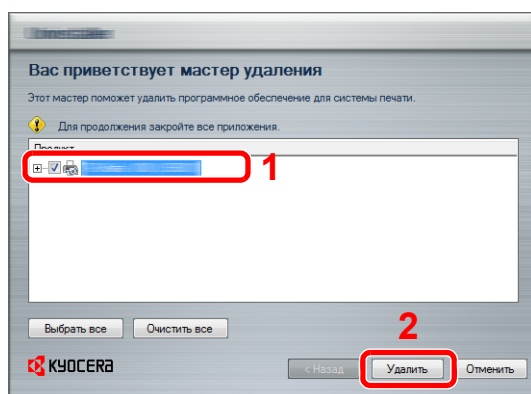 Вас приветствует мастер удаления
Этот мастер поможет удалить программное обеспечение для системы печати.
Для продолжения закройте все приложения.
Продукт
1
Выбрать все Очистить все
2
KYOCERA < Назад Удалить Отменить